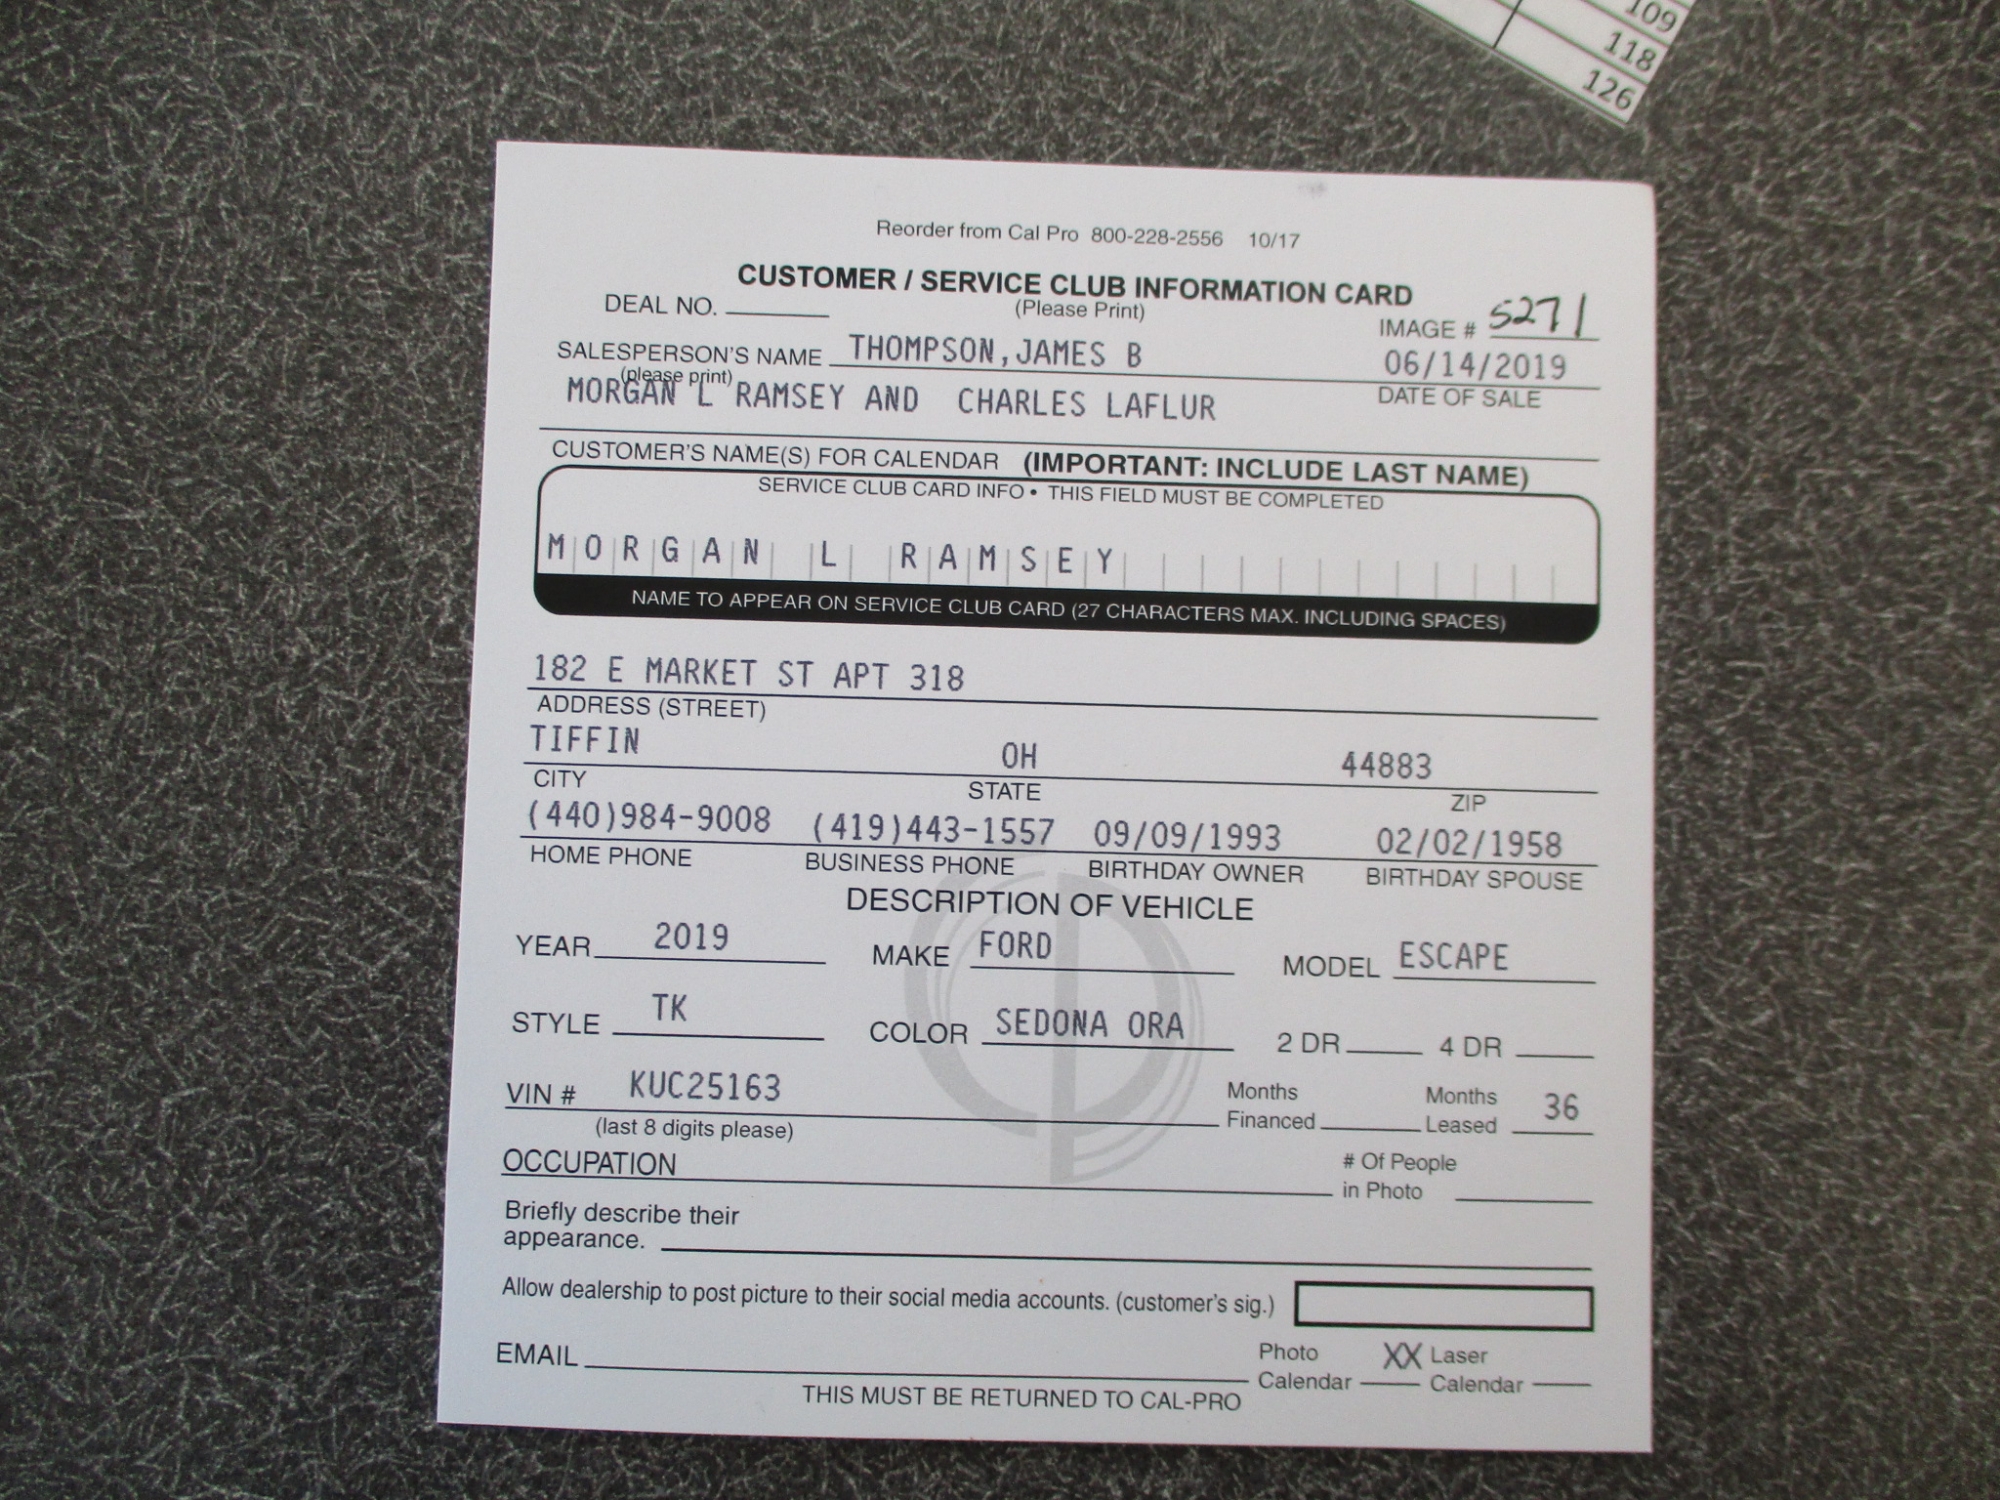 109
118
126
Reorder from Cal Pro 800-228-2556 10/17
CUSTOMER / SERVICE CLUB INFORMATION CARD
DEAL NO. (Please Print) IMAGE # 5271
SALESPERSON'S NAME THOMPSON,JAMES B 06/14/2019
(please print) DATE OF SALE
MORGAN L RAMSEY AND CHARLES LAFLUR
CUSTOMER'S NAME(S) FOR CALENDAR (IMPORTANT: INCLUDE LAST NAME)
SERVICE CLUB CARD INFO • THIS FIELD MUST BE COMPLETED
MORGAN L RAMSEY
NAME TO APPEAR ON SERVICE CLUB CARD (27 CHARACTERS MAX. INCLUDING SPACES)
182 E MARKET ST APT 318
ADDRESS (STREET)
TIFFIN OH 44883
CITY STATE ZIP
(440)984-9008 (419)443-1557 09/09/1993 02/02/1958
HOME PHONE BUSINESS PHONE BIRTHDAY OWNER BIRTHDAY SPOUSE
DESCRIPTION OF VEHICLE
YEAR 2019 MAKE FORD MODEL ESCAPE
STYLE TK COLOR SEDONA ORA 2 DR 4 DR
VIN # KUC25163 Months Financed Months Leased 36
(last 8 digits please)
OCCUPATION # Of People in Photo
Briefly describe their
appearance.
Allow dealership to post picture to their social media accounts. (customer's sig.)
EMAIL Photo Calendar XX Laser Calendar
THIS MUST BE RETURNED TO CAL-PRO